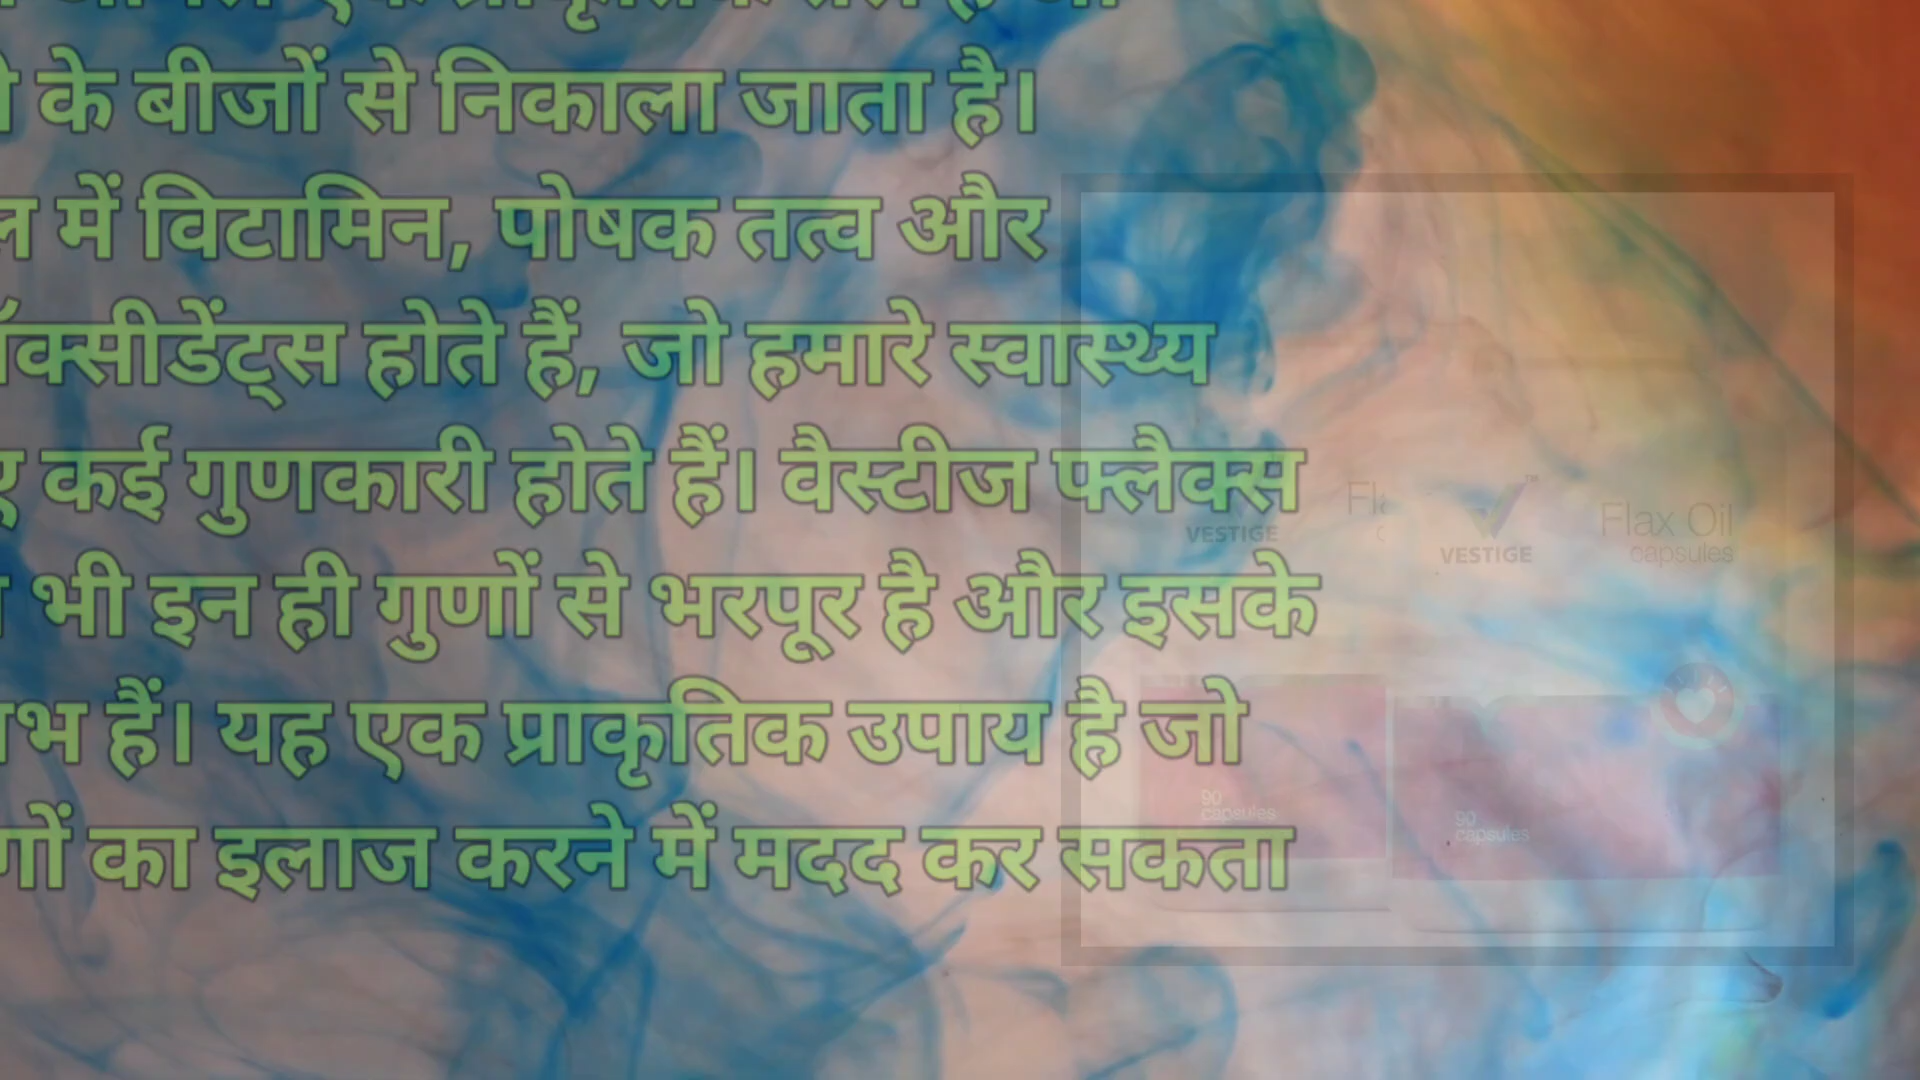 एक प्राकृतिक तेल है जो
के बीजों से निकाला जाता है।
में विटामिन, पोषक तत्व और
होते हैं, जो हमारे स्वास्थ्य
कई गुणकारी होते हैं। वैस्टीज फ्लैक्स
भी इन ही गुणों से भरपूर है और इसके
हैं। यह एक प्राकृतिक उपाय है जो
का इलाज करने में मदद कर सकता
VESTIGE
VESTIGE
Flax Oil
capsules
90
capsules
90
capsules